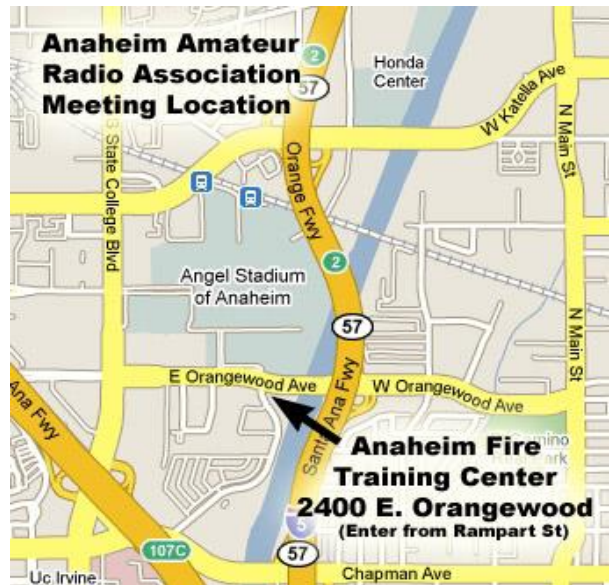 Anaheim Amateur
Radio Association
Meeting Location
2
57
Honda
Center
W Katella Ave
N Main St
S State College Blvd
Orange Fwy
Angel Stadium
of Anaheim
2
57
N Main St
E Orangewood Ave
W Orangewood Ave
Ana Fwy
Santa Ana Fwy
Anaheim Fire
Training Center
2400 E. Orangewood
(Enter from Rampart St)
5
107C
57
Uc Irvine
Chapman Ave